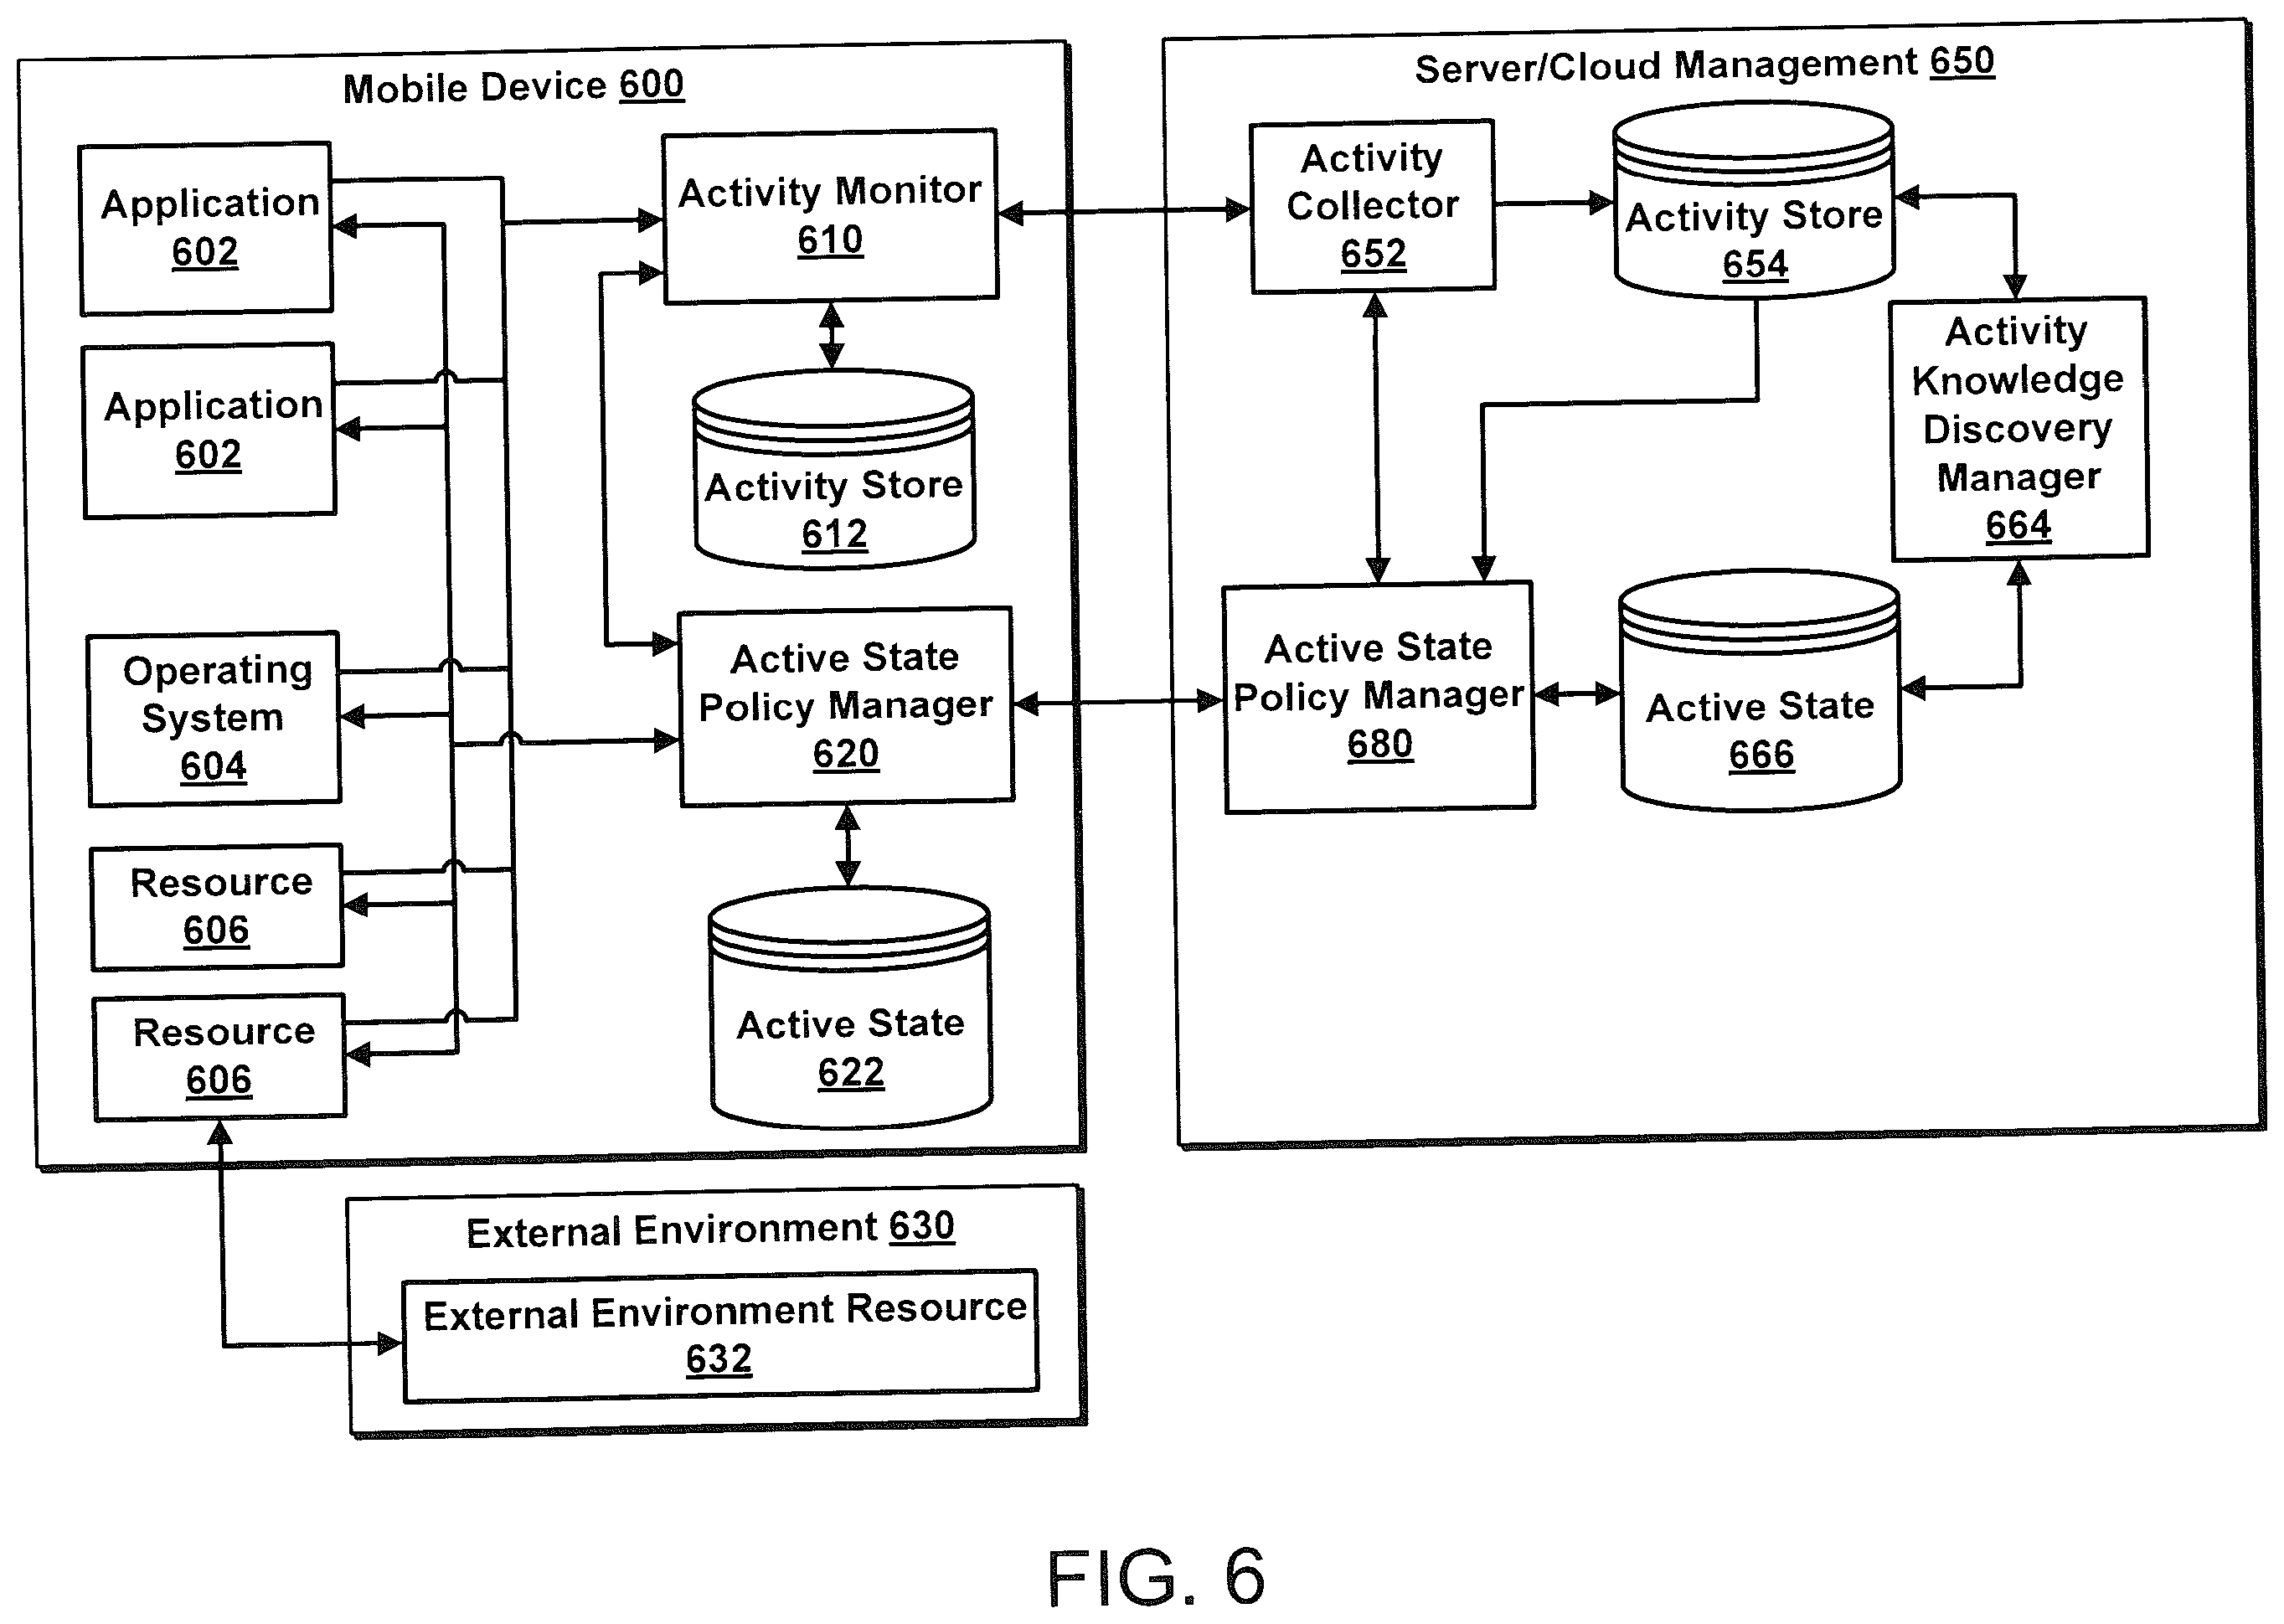 Mobile Device 600
Application
602
Application
602
Operating
System
604
Resource
606
Resource
606
Activity Monitor
610
Activity Store
612
Active State
Policy Manager
620
Active State
622
External Environment 630
External Environment Resource
632
Server/Cloud Management 650
Activity
Collector
652
Activity Store
654
Activity
Knowledge
Discovery
Manager
664
Active State
Policy Manager
680
Active State
666
FIG. 6